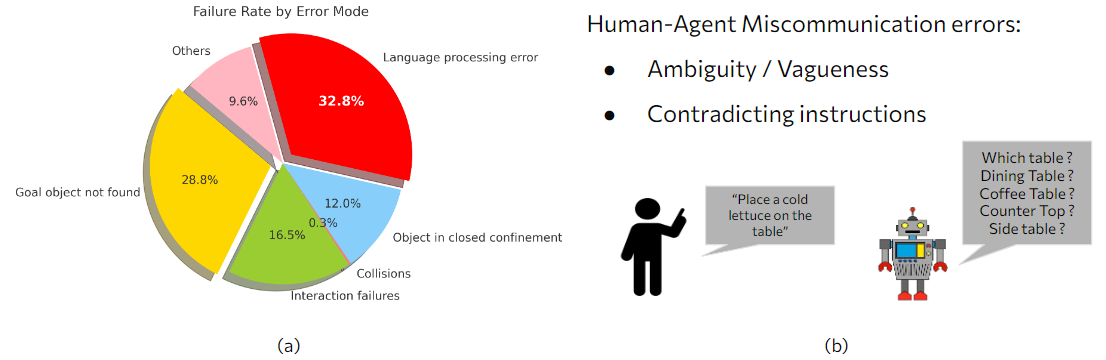 Failure Rate by Error Mode
Others
Language processing error
9.6%
32.8%
Goal object not found
28.8%
12.0%
0.3%
16.5%
Object in closed confinement
Collisions
Interaction failures
(a)
Human-Agent Miscommunication errors:
● Ambiguity / Vagueness
● Contradicting instructions
“Place a cold
lettuce on the
table”
Which table ?
Dining Table ?
Coffee Table ?
Counter Top ?
Side table ?
(b)